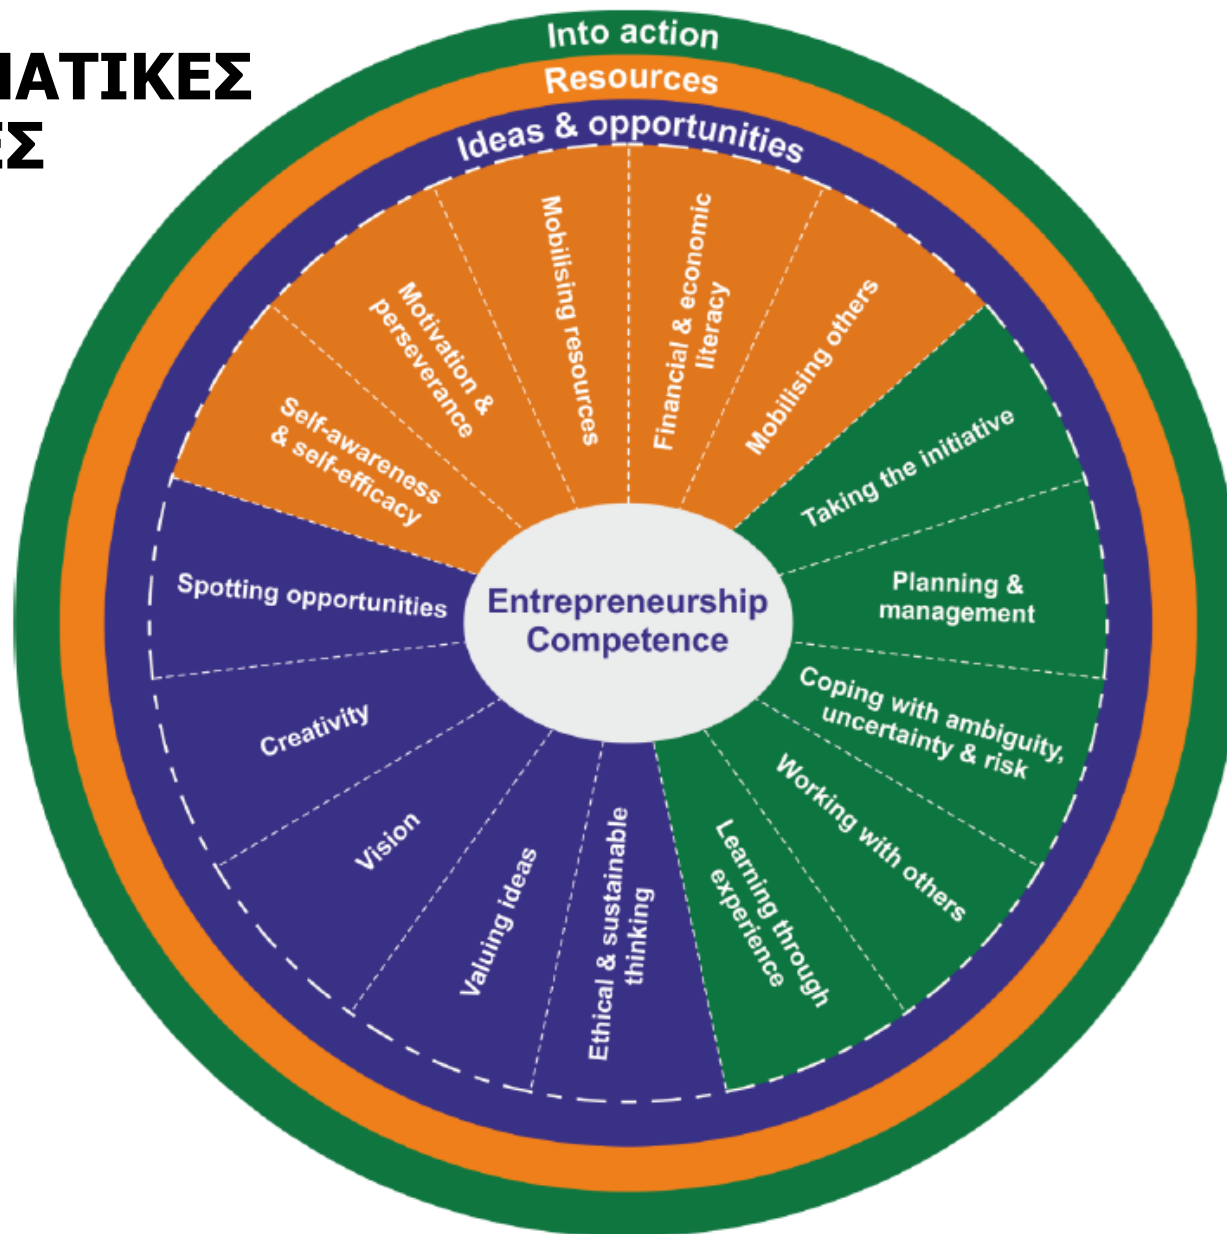 ΜΑΤΙΚΕΣ
ΕΣ
Into action
Resources
Ideas & opportunities
Mobilising resources
Financial & economic
literacy
Mobilising others
Motivation &
perseverance
Self-awareness
& self-efficacy
Taking the initiative
Spotting opportunities
Planning &
management
Entrepreneurship
Competence
Creativity
Coping with ambiguity,
uncertainty & risk
Vision
Working with others
Valuing ideas
Ethical & sustainable
thinking
Learning through
experience